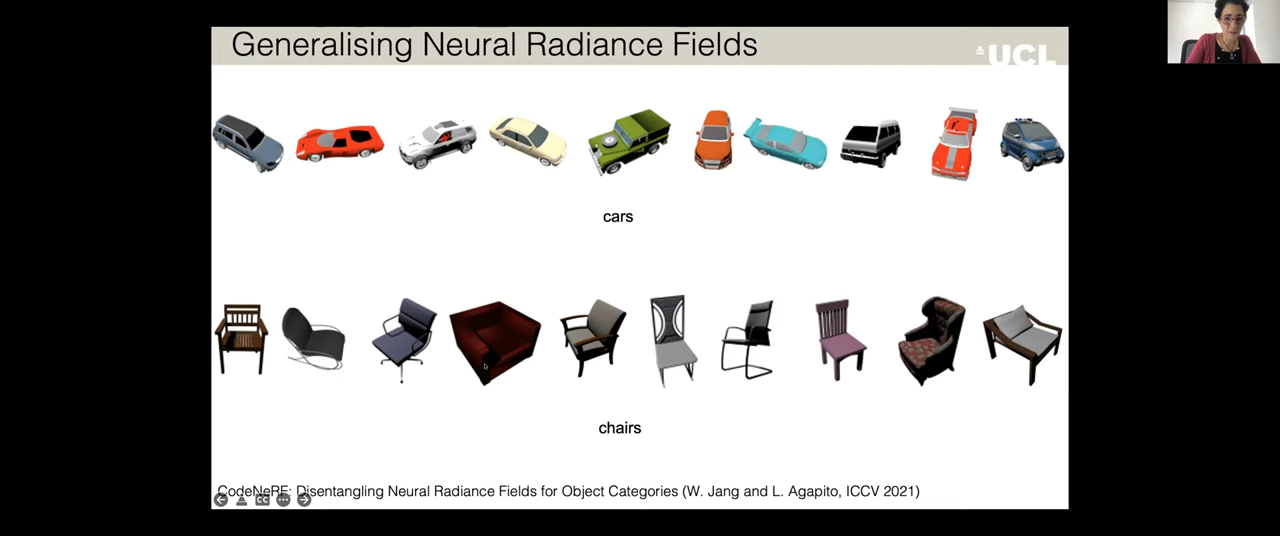 Generalising Neural Radiance Fields
UCL
cars
chairs
CodeNeRF: Disentangling Neural Radiance Fields for Object Categories (W. Jang and L. Agapito, ICCV 2021)
CC